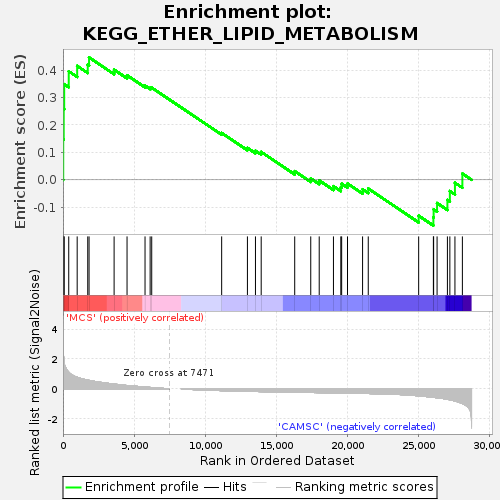 Enrichment plot:
KEGG_ETHER_LIPID_METABOLISM
Enrichment score (ES)
0.4
0.3
0.2
0.1
0.0
-0.1
'MCS' (positively correlated)
Ranked list metric (Signal2Noise)
4
2
0
-2
Zero cross at 7471
'CAMSC' (negatively correlated)
0 5,000 10,000 15,000 20,000 25,000 30,00
Rank in Ordered Dataset
Enrichment profile Hits Ranking metric scores